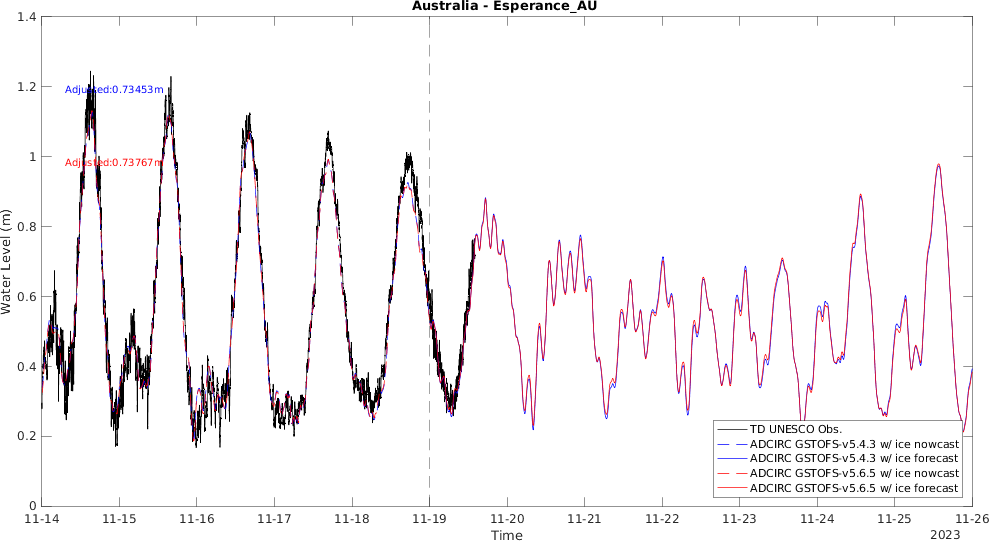 Australia - Esperance_AU
1.4
1.2
1
0.8
0.6
0.4
0.2
0
Water Level (m)
Adjusted:0.73453m
Adjusted:0.73767m
TD UNESCO Obs.
ADCIRC GSTOFS-v5.4.3 w/ ice nowcast
ADCIRC GSTOFS-v5.4.3 w/ ice forecast
ADCIRC GSTOFS-v5.6.5 w/ ice nowcast
ADCIRC GSTOFS-v5.6.5 w/ ice forecast
11-14 11-15 11-16 11-17 11-18 11-19 11-20 11-21 11-22 11-23 11-24 11-25 11-26
Time
2023